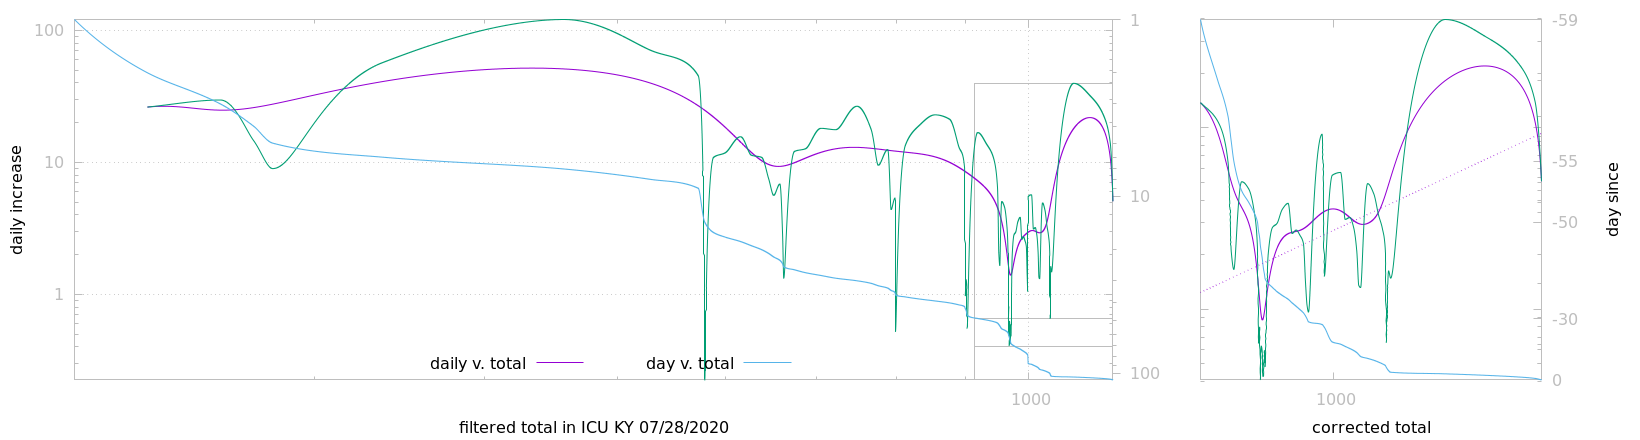 100
10
1
daily increase
daily v. total
day v. total
1
10
100
1000
filtered total in ICU KY 07/28/2020
-59
-55
-50
-30
0
day since
1000
corrected total